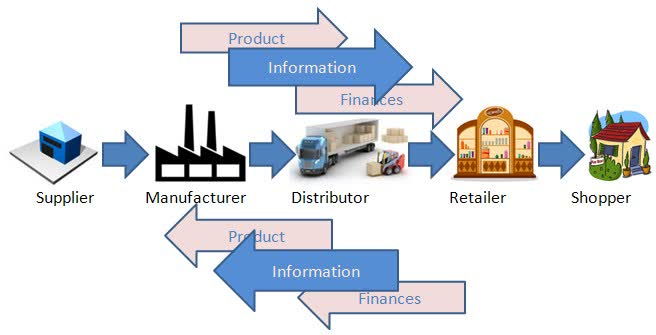 Product
Information
Finances
Supplier
Manufacturer
Distributor
Retailer
Shopper
Product
Information
Finances